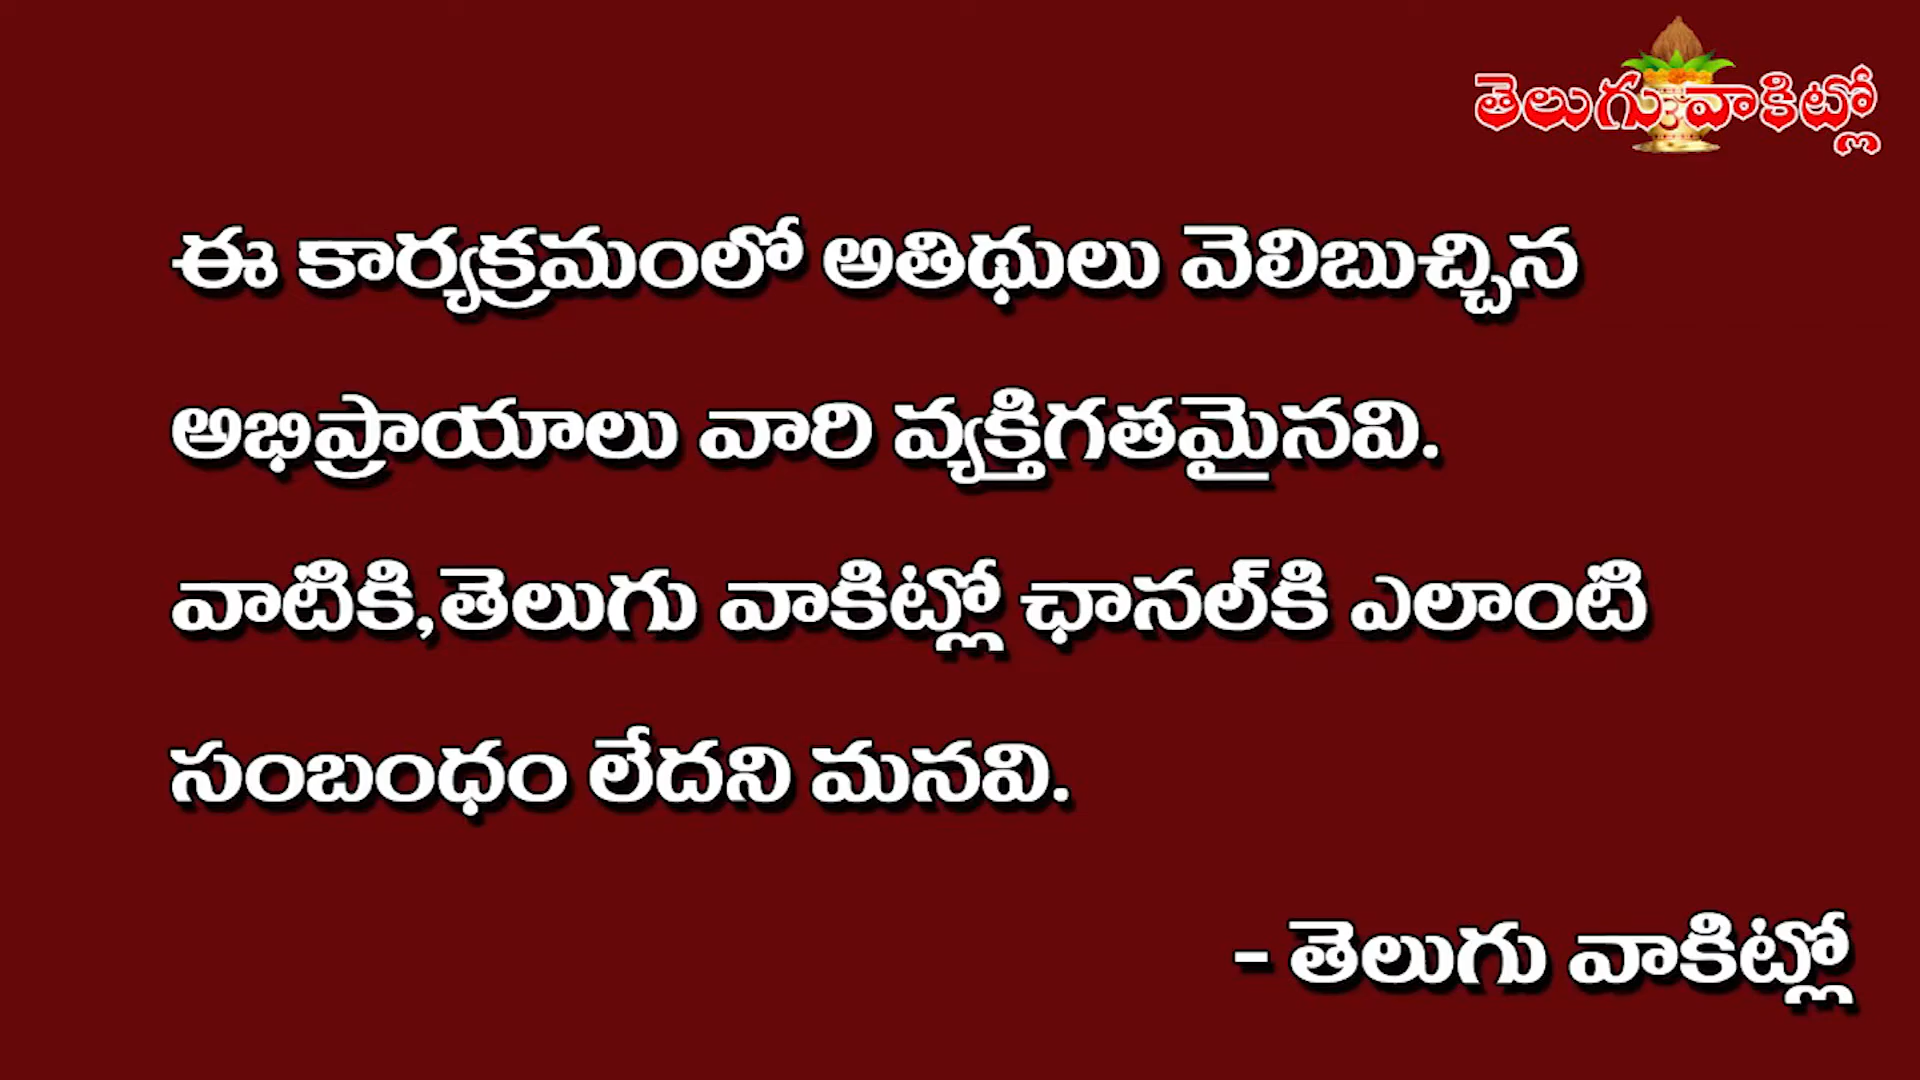 తెలుగు వాకిట్లో
ఈ కార్యక్రమంలో అతిథులు వెలిబుచ్చిన
అభిప్రాయాలు వారి వ్యక్తిగతమైనవి.
వాటికి,తెలుగు వాకిట్లో ఛానల్‌కి ఎలాంటి
సంబంధం లేదని మనవి.
- తెలుగు వాకిట్లో